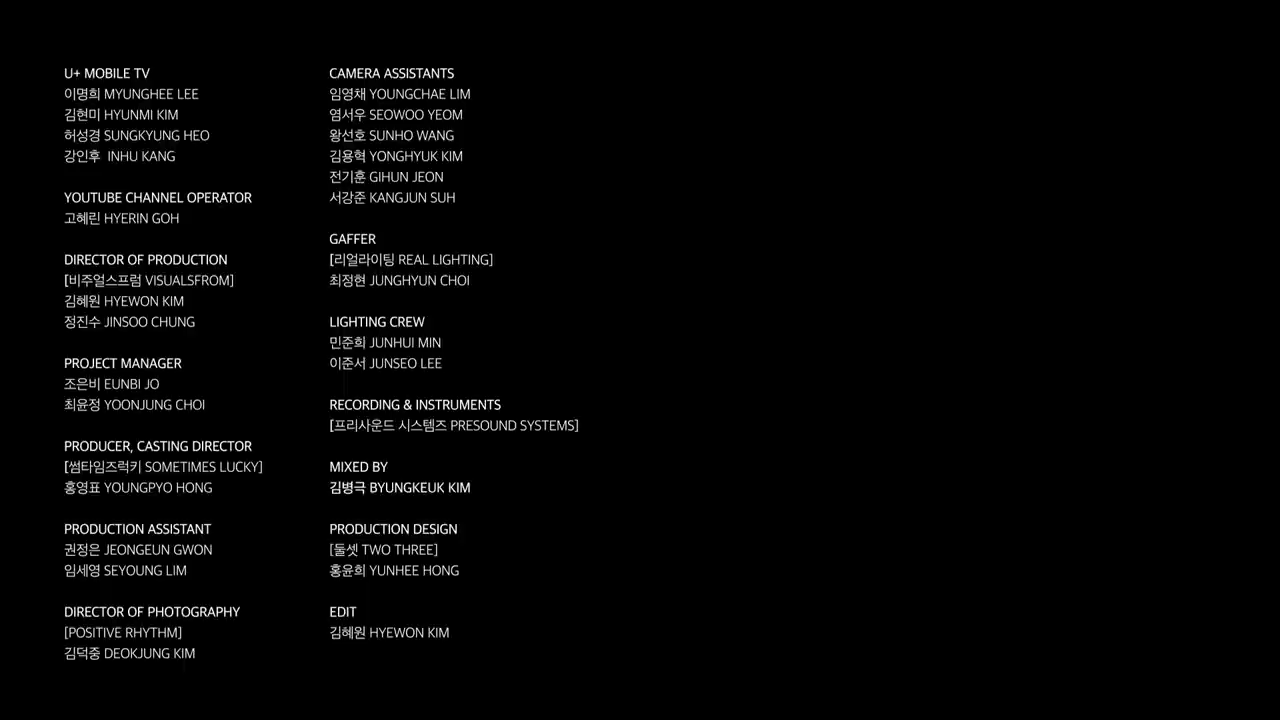 U+ MOBILE TV
이명희 MYUNGHEE LEE
김현미 HYUNMI KIM
허성경 SUNGKYUNG HEO
강인후 INHU KANG
YOUTUBE CHANNEL OPERATOR
고혜린 HYERIN GOH
DIRECTOR OF PRODUCTION
[비주얼스프럼 VISUALSFROM]
김혜원 HYEWON KIM
정진수 JINSOO CHUNG
PROJECT MANAGER
조은비 EUNBI JO
최윤정 YOONJUNG CHOI
PRODUCER, CASTING DIRECTOR
[썸타임즈럭키 SOMETIMES LUCKY]
홍영표 YOUNGPYO HONG
PRODUCTION ASSISTANT
권정은 JEONGEUN GWON
임세영 SEYOUNG LIM
DIRECTOR OF PHOTOGRAPHY
[POSITIVE RHYTHM]
김덕중 DEOKJUNG KIM
CAMERA ASSISTANTS
임영채 YOUNGCHAE LIM
염서우 SEOWOO YEOM
왕선호 SUNHO WANG
김용혁 YONGHYUK KIM
전기훈 GIHUN JEON
서강준 KANGJUN SUH
GAFFER
[리얼라이팅 REAL LIGHTING]
최정현 JUNGHYUN CHOI
LIGHTING CREW
민준희 JUNHUI MIN
이준서 JUNSEO LEE
RECORDING & INSTRUMENTS
[프리사운드 시스템즈 PRESOUND SYSTEMS]
MIXED BY
김병극 BYUNGKEUK KIM
PRODUCTION DESIGN
[둘셋 TWO THREE]
홍윤희 YUNHEE HONG
EDIT
김혜원 HYEWON KIM